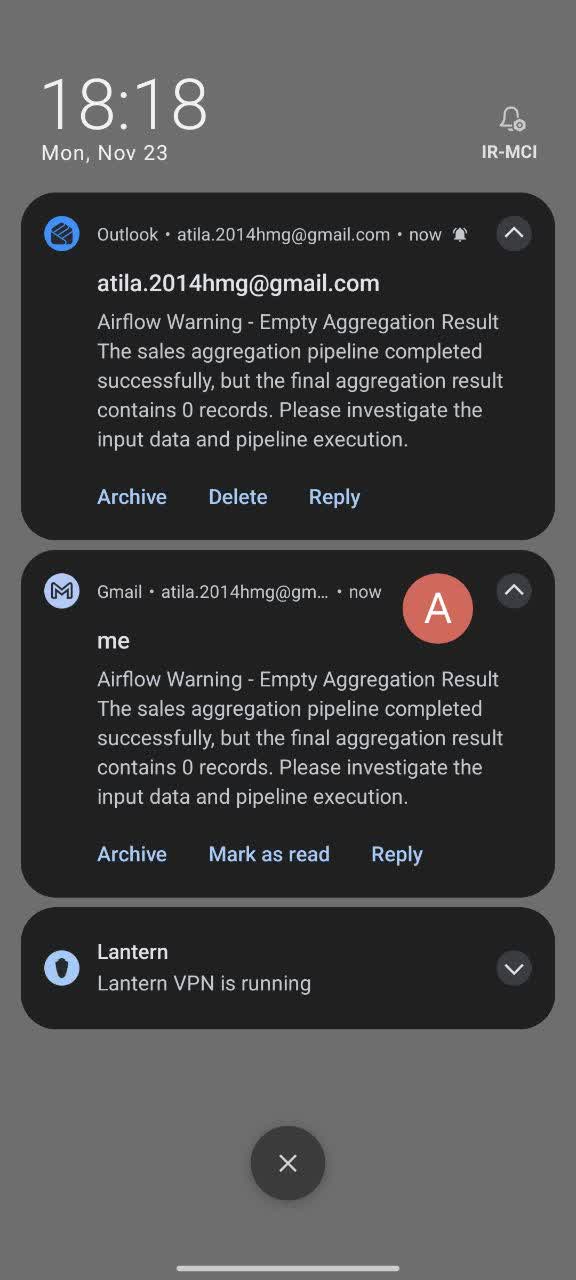 18:18
Mon, Nov 23
IR-MCI
Outlook • atila.2014hmg@gmail.com • now
atila.2014hmg@gmail.com
Airflow Warning - Empty Aggregation Result
The sales aggregation pipeline completed
successfully, but the final aggregation result
contains 0 records. Please investigate the
input data and pipeline execution.
Archive Delete Reply
Gmail • atila.2014hmg@gm... • now
A
me
Airflow Warning - Empty Aggregation Result
The sales aggregation pipeline completed
successfully, but the final aggregation result
contains 0 records. Please investigate the
input data and pipeline execution.
Archive Mark as read Reply
Lantern
Lantern VPN is running